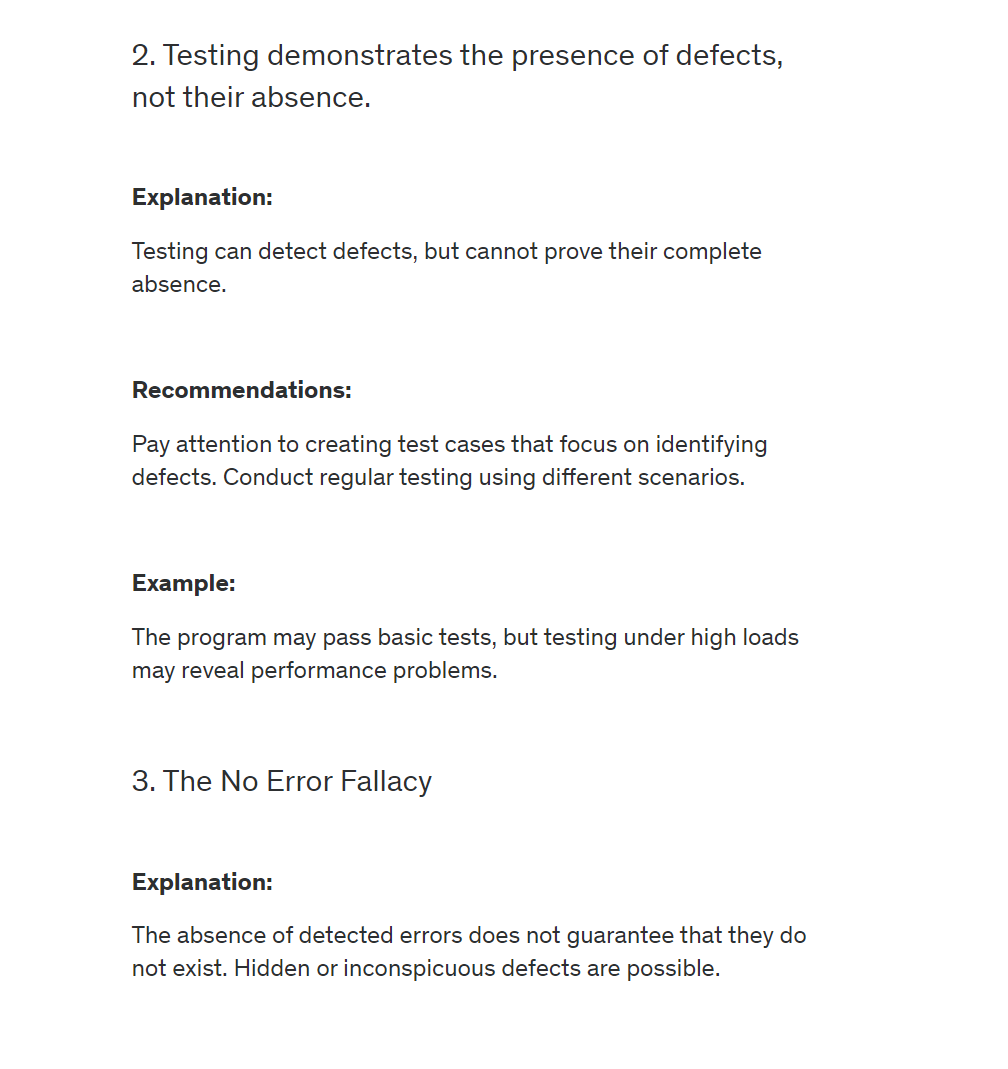 2. Testing demonstrates the presence of defects,
not their absence.
Explanation:
Testing can detect defects, but cannot prove their complete
absence.
Recommendations:
Pay attention to creating test cases that focus on identifying
defects. Conduct regular testing using different scenarios.
Example:
The program may pass basic tests, but testing under high loads
may reveal performance problems.
3. The No Error Fallacy
Explanation:
The absence of detected errors does not guarantee that they do
not exist. Hidden or inconspicuous defects are possible.